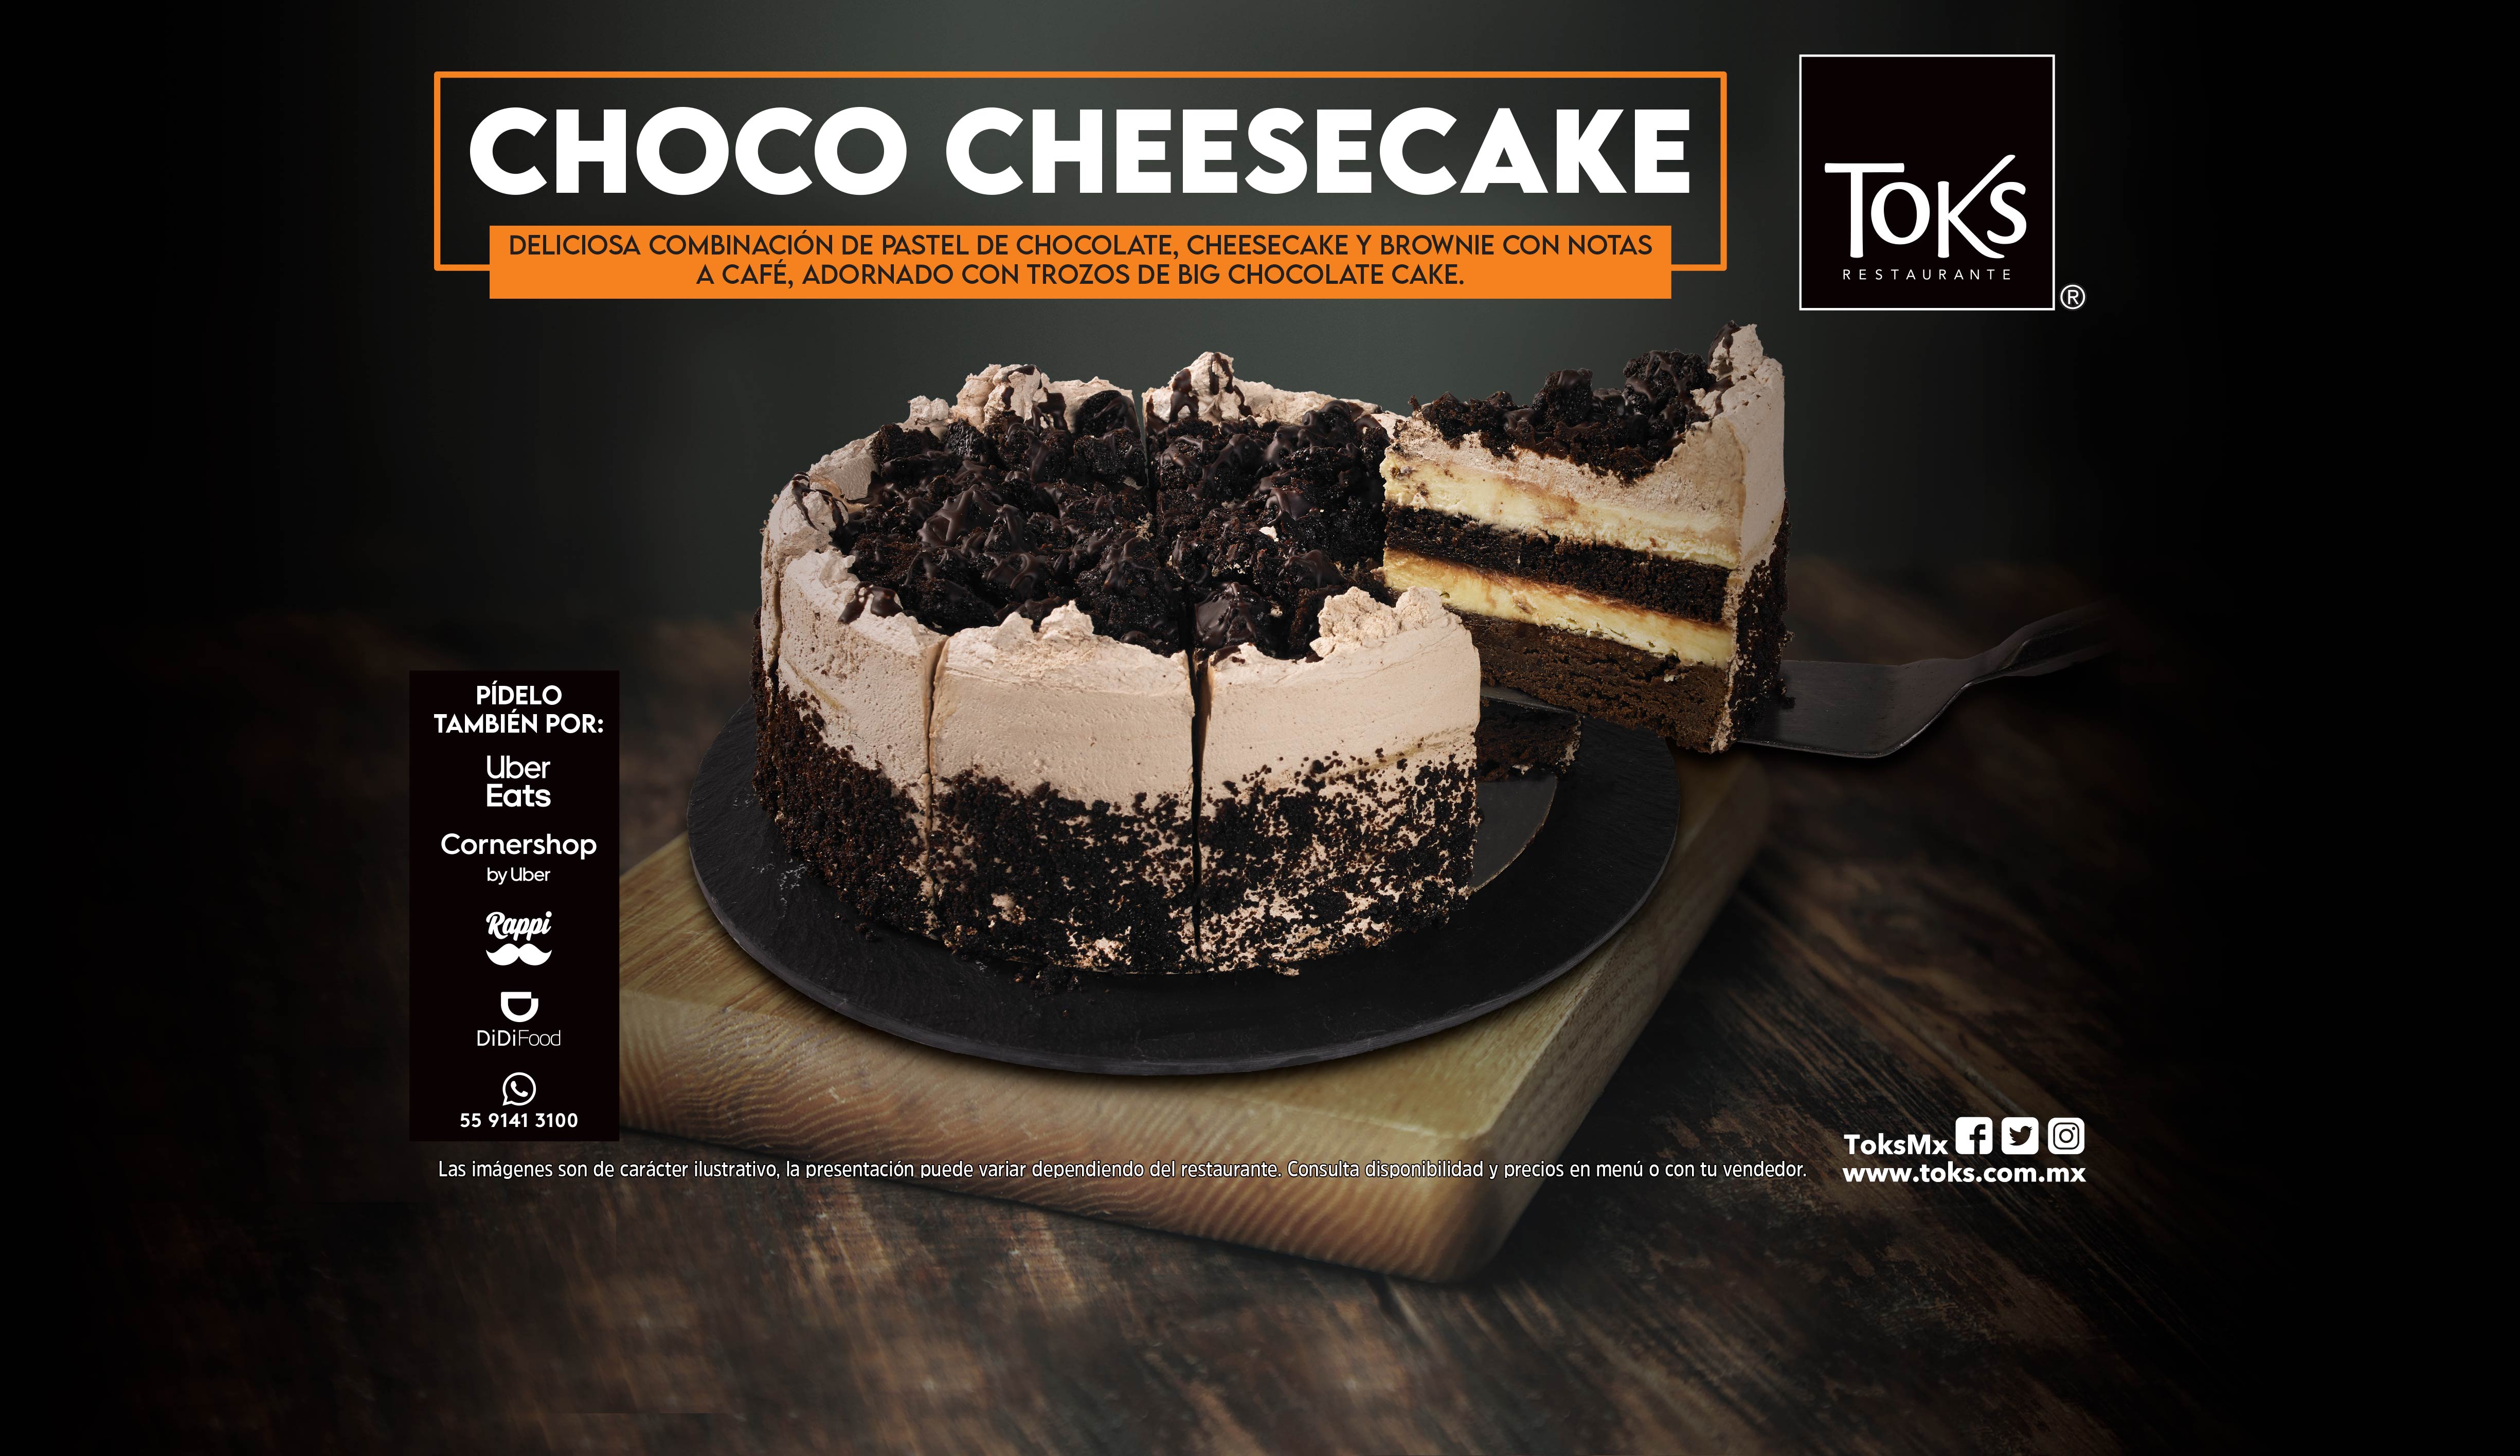 CHOCO CHEESECAKE
DELICIOSA COMBINACIÓN DE PASTEL DE CHOCOLATE, CHEESECAKE Y BROWNIE CON NOTAS
A CAFÉ, ADORNADO CON TROZOS DE BIG CHOCOLATE CAKE.
TOKS
RESTAURANTE
®
PÍDELO
TAMBIÉN POR:
Uber
Eats
Cornershop
by Uber
Rappi
DiDiFood
55 9141 3100
Las imágenes son de carácter ilustrativo, la presentación puede variar dependiendo del restaurante. Consulta disponibilidad y precios en menú o con tu vendedor.
ToksMx
www.toks.com.mx